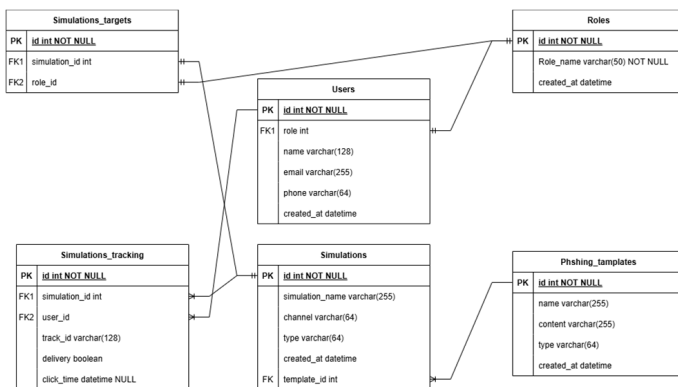 Simulations_targets
PK id int NOT NULL
FK1 simulation_id int
FK2 role_id
Roles
PK id int NOT NULL
Role_name varchar(50) NOT NULL
created_at datetime
Users
PK id int NOT NULL
FK1 role int
name varchar(128)
email varchar(255)
phone varchar(64)
created_at datetime
Simulations_tracking
PK id int NOT NULL
FK1 simulation_id int
FK2 user_id
track_id varchar(128)
delivery boolean
click_time datetime NULL
Simulations
PK id int NOT NULL
simulation_name varchar(255)
channel varchar(64)
type varchar(64)
created_at datetime
FK template_id int
Phshing_tamplates
PK id int NOT NULL
name varchar(255)
content varchar(255)
type varchar(64)
created_at datetime